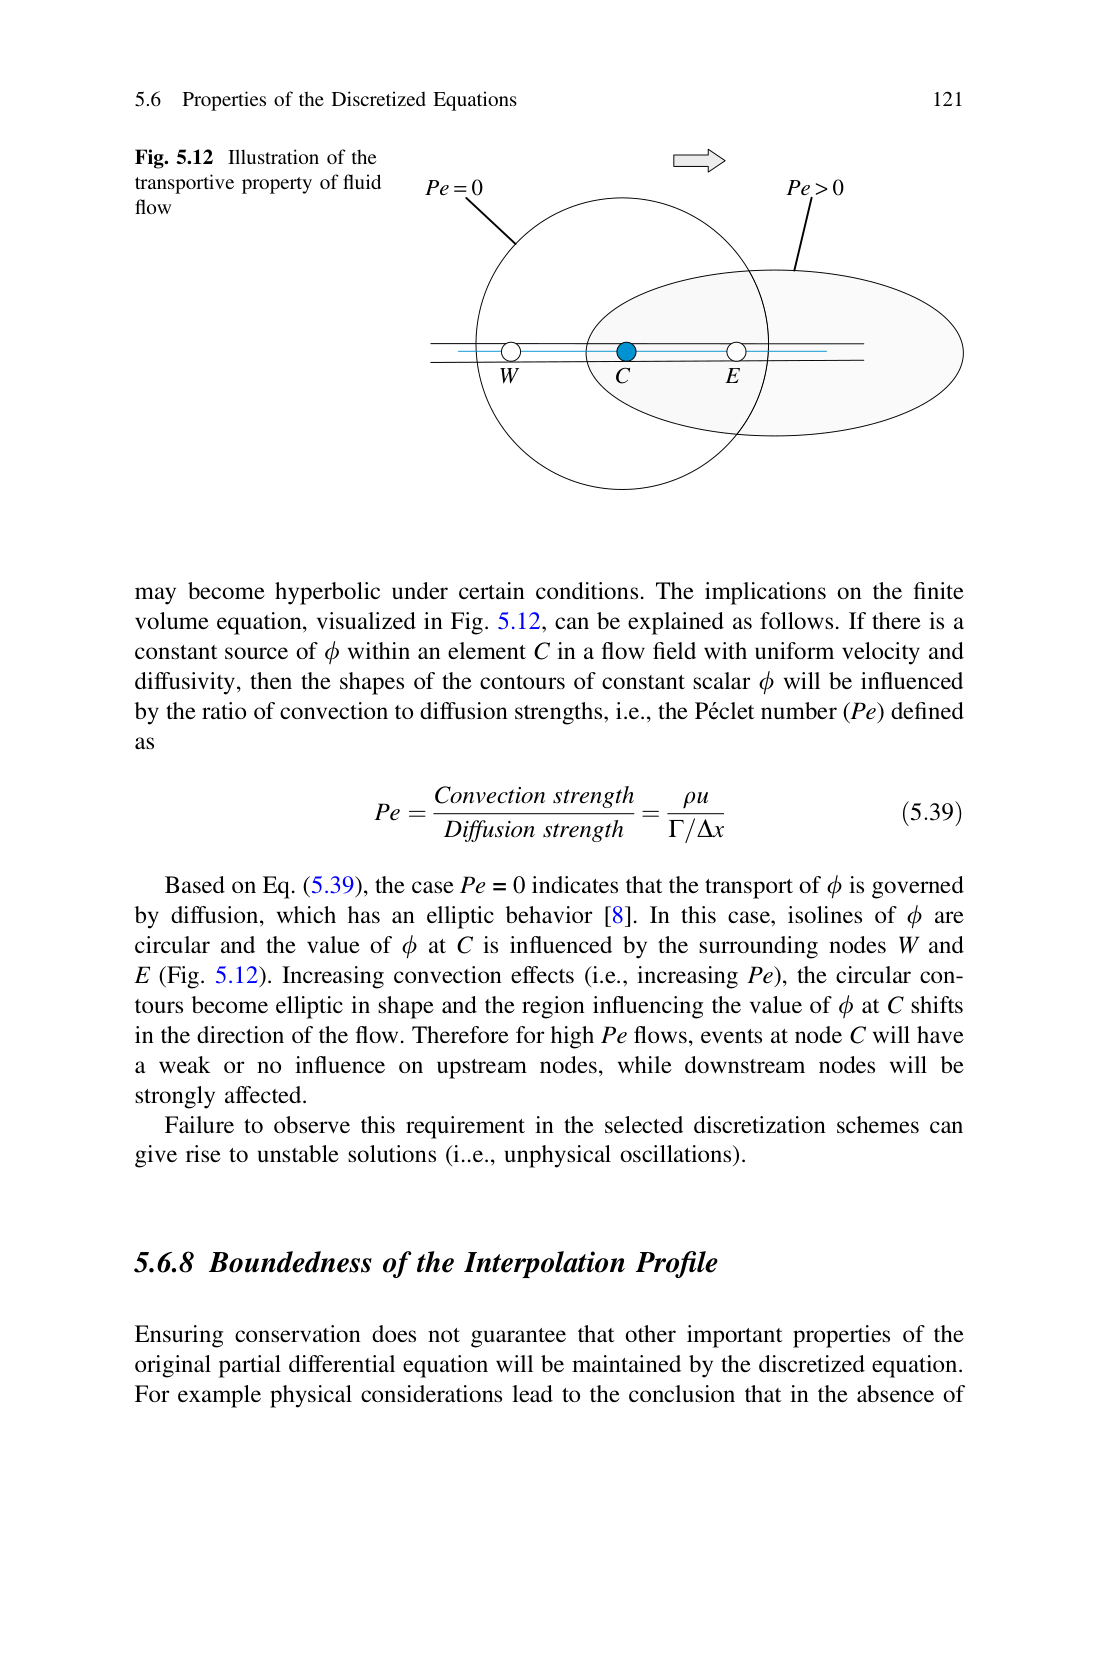 5.6 Properties of the Discretized Equations 121
Fig. 5.12 Illustration of the
transportive property of fluid
flow
Pe = 0
Pe > 0
W
C
E
may become hyperbolic under certain conditions. The implications on the finite
volume equation, visualized in Fig. 5.12, can be explained as follows. If there is a
constant source of ϕ within an element C in a flow field with uniform velocity and
diffusivity, then the shapes of the contours of constant scalar ϕ will be influenced
by the ratio of convection to diffusion strengths, i.e., the Péclet number (Pe) defined
as
Pe = Convection strength / Diffusion strength = ρu / Γ/Δx (5.39)
Based on Eq. (5.39), the case Pe = 0 indicates that the transport of ϕ is governed
by diffusion, which has an elliptic behavior [8]. In this case, isolines of ϕ are
circular and the value of ϕ at C is influenced by the surrounding nodes W and
E (Fig. 5.12). Increasing convection effects (i.e., increasing Pe), the circular con-
tours become elliptic in shape and the region influencing the value of ϕ at C shifts
in the direction of the flow. Therefore for high Pe flows, events at node C will have
a weak or no influence on upstream nodes, while downstream nodes will be
strongly affected.
Failure to observe this requirement in the selected discretization schemes can
give rise to unstable solutions (i..e., unphysical oscillations).
5.6.8 Boundedness of the Interpolation Profile
Ensuring conservation does not guarantee that other important properties of the
original partial differential equation will be maintained by the discretized equation.
For example physical considerations lead to the conclusion that in the absence of